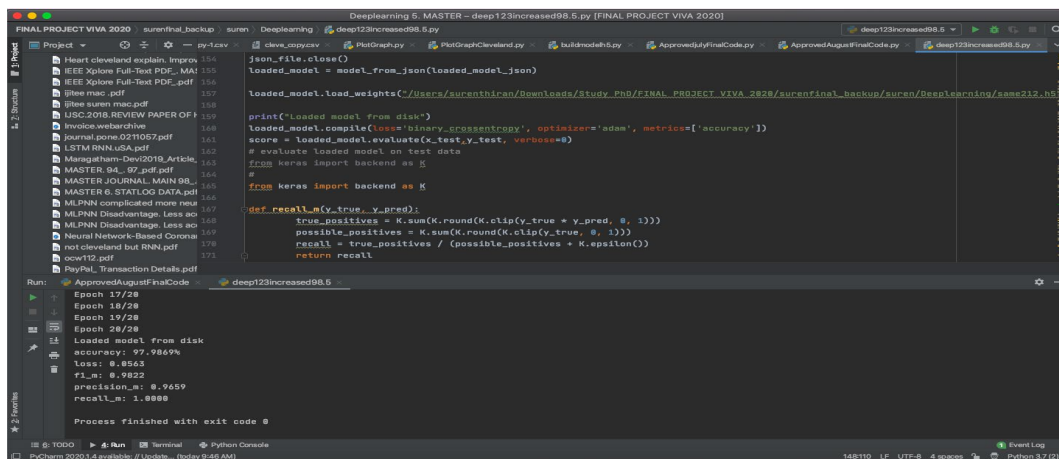 Deeplearning 5. MASTER – deep123increased98.5.py [FINAL PROJECT VIVA 2020]
FINAL PROJECT VIVA 2020 surenfinal_backup suren Deeplearning deep123increased98.5.py
deep123increased98.5
1: Project
Project
py-1.csv
cleve_copy.csv
PlotGraph.py
PlotGraphCleveland.py
buildmodelh5.py
ApprovedjulyFinalCode.py
ApprovedAugustFinalCode.py
deep123increased98.5.py
Z: Structure
Heart cleveland explain. Improv
IEEE Xplore Full-Text PDF_. MAS
IEEE Xplore Full-Text PDF_.pdf
ijitee mac .pdf
ijitee suren mac.pdf
IJSC.2018.REVIEW PAPER OF H
Invoice.webarchive
journal.pone.0211057.pdf
LSTM RNN.uSA.pdf
Maragatham-Devi2019_Article_
MASTER. 94_. 97_pdf.pdf
MASTER JOURNAL. MAIN 98_.
MASTER 6. STATLOG DATA.pdf
MLPNN complicated more neur
MLPNN Disadvantage. Less acc
MLPNN Disadvantage. Less acc
Neural Network-Based Coronar
not cleveland but RNN.pdf
ocw112.pdf
PayPal_ Transaction Details.pdf
154 json_file.close()
155 loaded_model = model_from_json(loaded_model_json)
156
157 loaded_model.load_weights("/Users/surenthiran/Downloads/Study PhD/FINAL PROJECT VIVA 2020/surenfinal_backup/suren/Deeplearning/same212.h5
158
159 print("Loaded model from disk")
160 loaded_model.compile(loss='binary_crossentropy', optimizer='adam', metrics=['accuracy'])
161 score = loaded_model.evaluate(x_test,y_test, verbose=0)
162 # evaluate loaded model on test data
163 from keras import backend as K
164 #
165 from keras import backend as K
166
167 def recall_m(y_true, y_pred):
168 true_positives = K.sum(K.round(K.clip(y_true * y_pred, 0, 1)))
169 possible_positives = K.sum(K.round(K.clip(y_true, 0, 1)))
170 recall = true_positives / (possible_positives + K.epsilon())
171 return recall
Run: ApprovedAugustFinalCode deep123increased98.5
Epoch 17/20
Epoch 18/20
Epoch 19/20
Epoch 20/20
Loaded model from disk
accuracy: 97.9869%
loss: 0.0563
f1_m: 0.9822
precision_m: 0.9659
recall_m: 1.0000
Process finished with exit code 0
2: Favorites
6: TODO 4: Run Terminal Python Console 1 Event Log
PyCharm 2020.1.4 available: // Update... (today 9:46 AM) 148:110 LF UTF-8 4 spaces Python 3.7 (2)